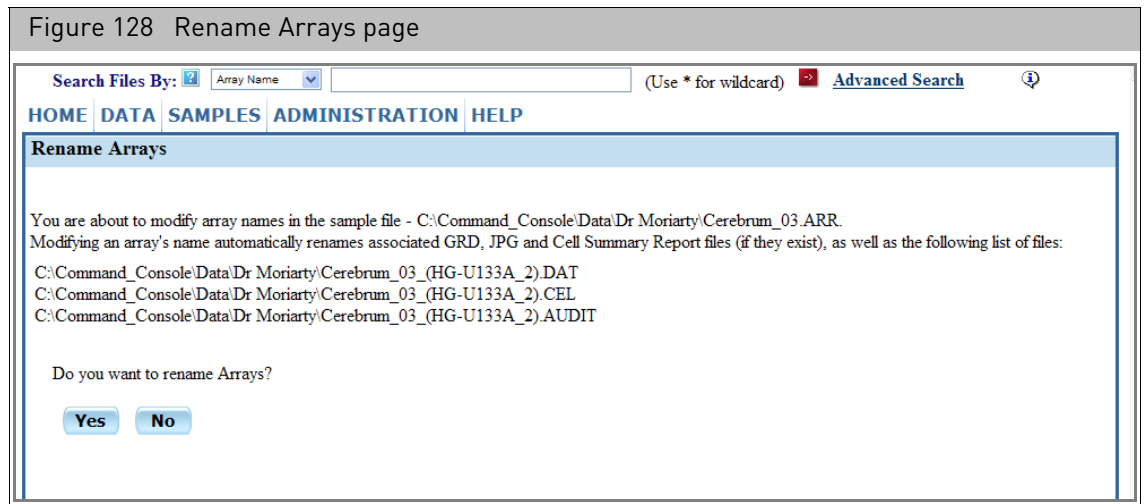 Figure 128 Rename Arrays page
Search Files By: ? Array Name (Use * for wildcard) Advanced Search
HOME DATA SAMPLES ADMINISTRATION HELP
Rename Arrays
You are about to modify array names in the sample file - C:\Command_Console\Data\Dr Moriarty\Cerebrum_03.ARR.
Modifying an array's name automatically renames associated GRD, JPG and Cell Summary Report files (if they exist), as well as the following list of files:
C:\Command_Console\Data\Dr Moriarty\Cerebrum_03_(HG-U133A_2).DAT
C:\Command_Console\Data\Dr Moriarty\Cerebrum_03_(HG-U133A_2).CEL
C:\Command_Console\Data\Dr Moriarty\Cerebrum_03_(HG-U133A_2).AUDIT
Do you want to rename Arrays?
Yes No